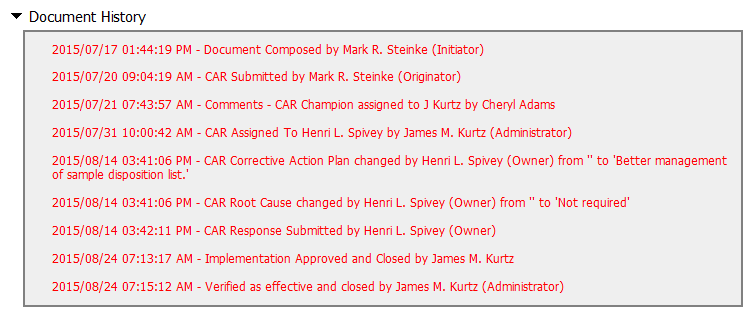 Document History
2015/07/17 01:44:19 PM - Document Composed by Mark R. Steinke (Initiator)
2015/07/20 09:04:19 AM - CAR Submitted by Mark R. Steinke (Originator)
2015/07/21 07:43:57 AM - Comments - CAR Champion assigned to J Kurtz by Cheryl Adams
2015/07/31 10:00:42 AM - CAR Assigned To Henri L. Spivey by James M. Kurtz (Administrator)
2015/08/14 03:41:06 PM - CAR Corrective Action Plan changed by Henri L. Spivey (Owner) from '' to 'Better management
of sample disposition list.'
2015/08/14 03:41:06 PM - CAR Root Cause changed by Henri L. Spivey (Owner) from '' to 'Not required'
2015/08/14 03:42:11 PM - CAR Response Submitted by Henri L. Spivey (Owner)
2015/08/24 07:13:17 AM - Implementation Approved and Closed by James M. Kurtz
2015/08/24 07:15:12 AM - Verified as effective and closed by James M. Kurtz (Administrator)